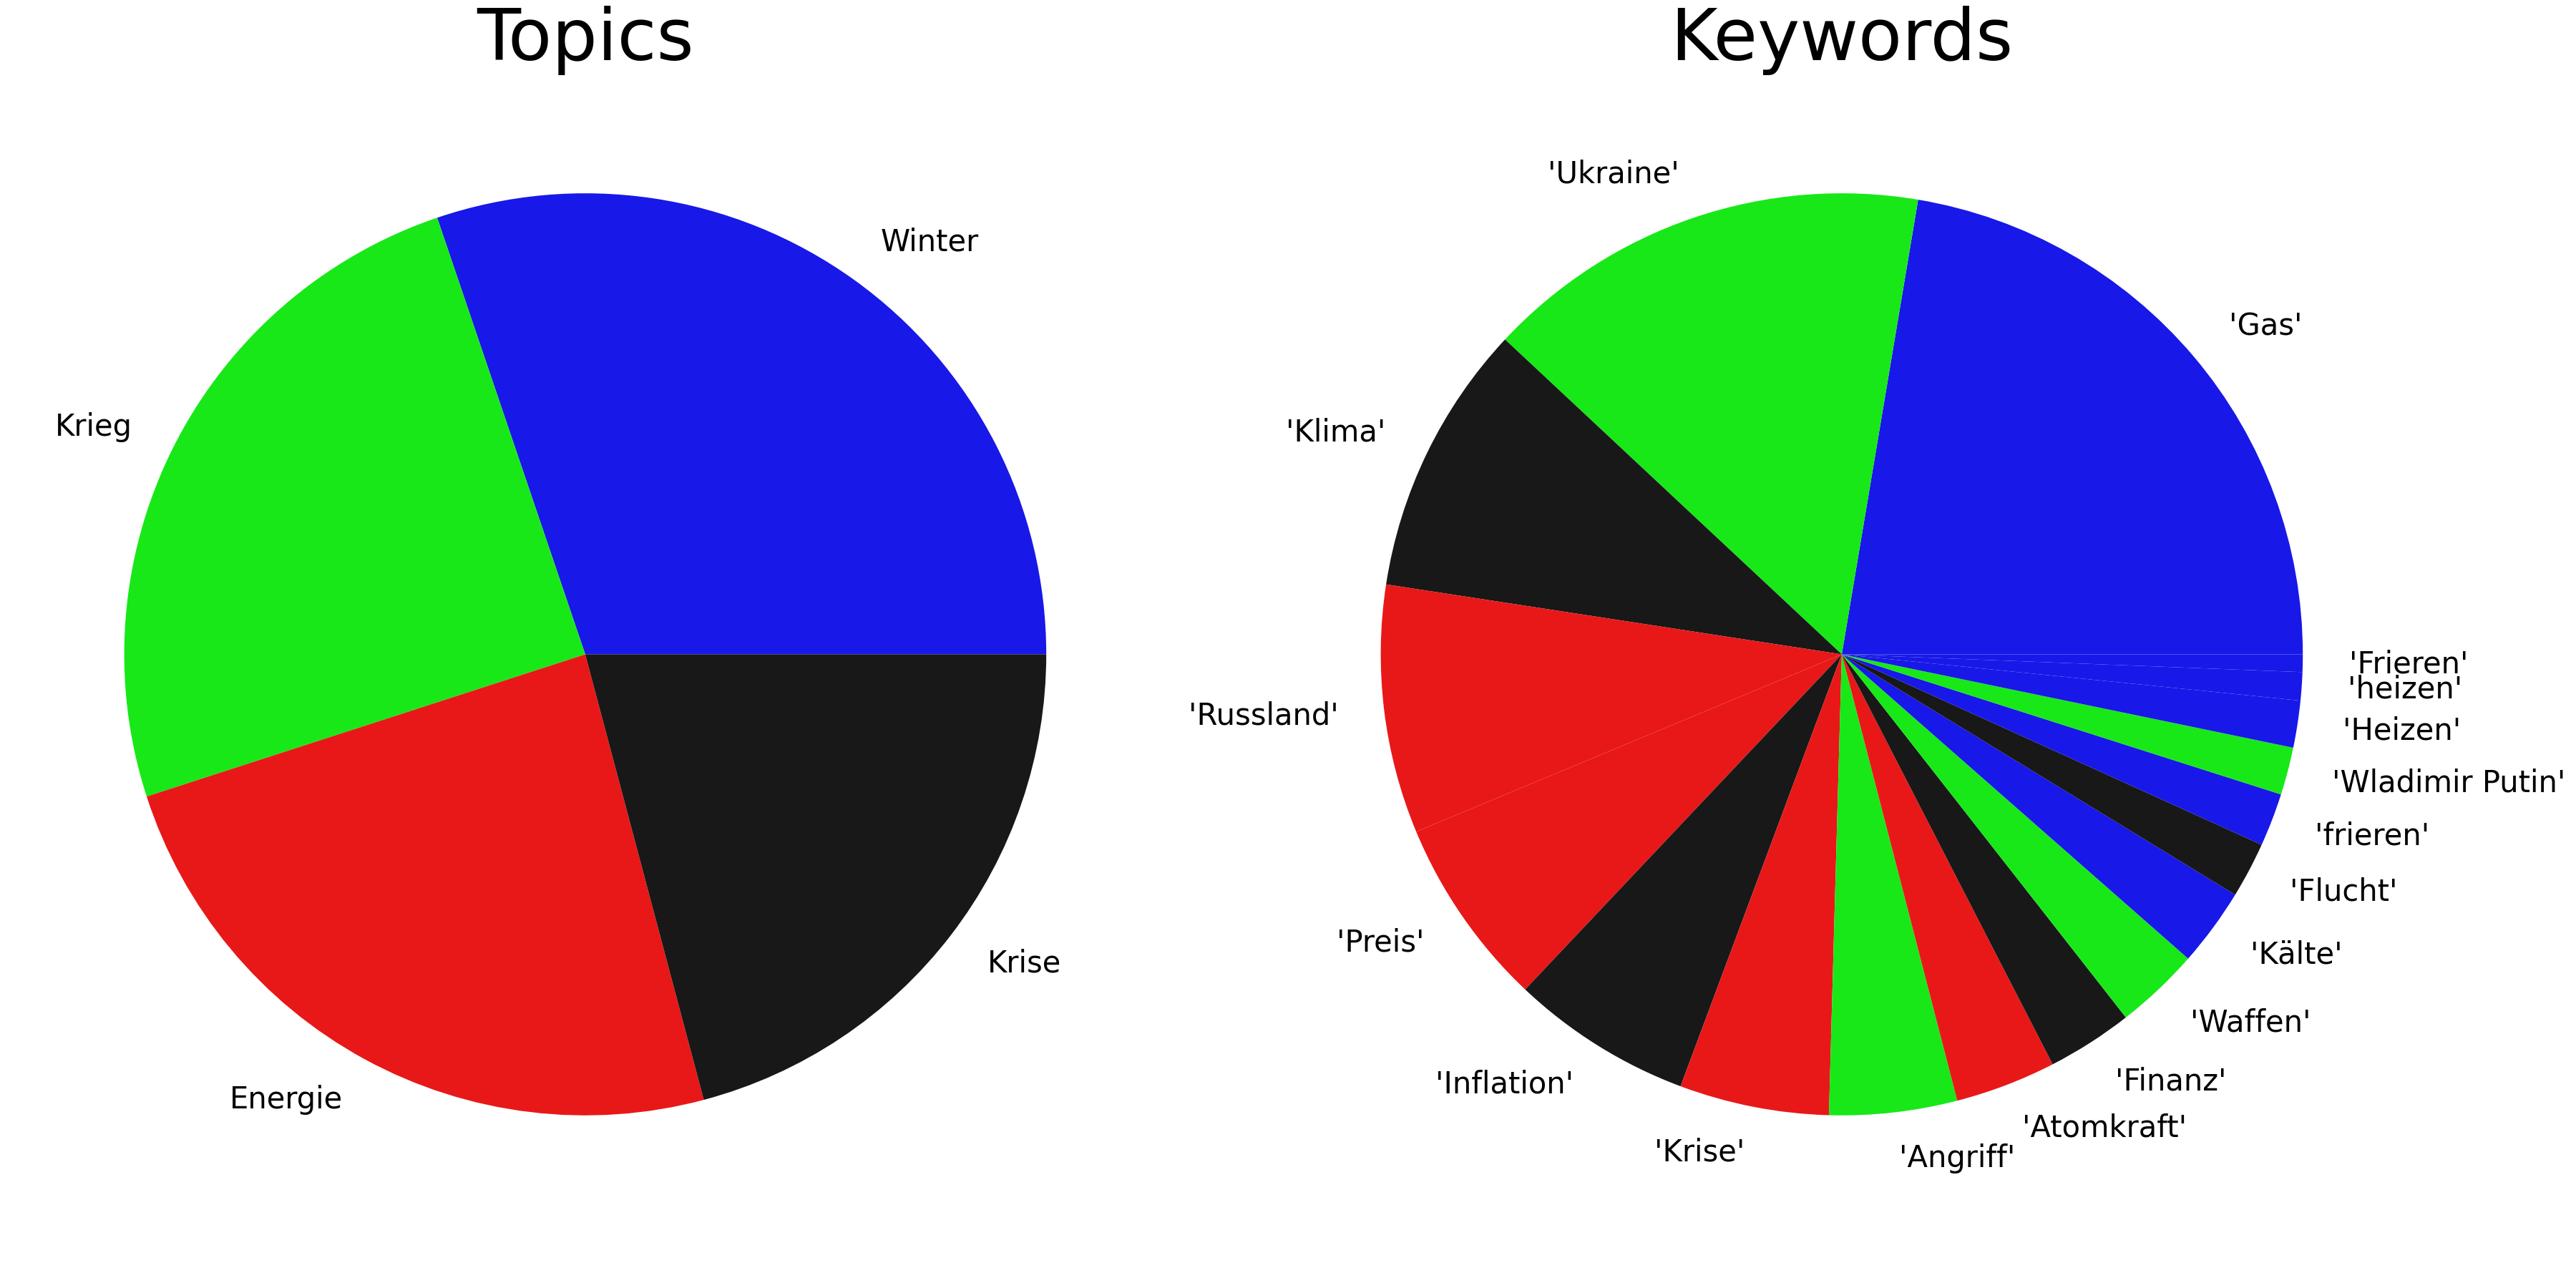 Topics
Winter
Krieg
Energie
Krise
Keywords
'Ukraine'
'Gas'
'Klima'
'Russland'
'Preis'
'Inflation'
'Krise'
'Angriff'
'Atomkraft'
'Finanz'
'Waffen'
'Kälte'
'Flucht'
'frieren'
'Wladimir Putin'
'Heizen'
'heizen'
'Frieren'